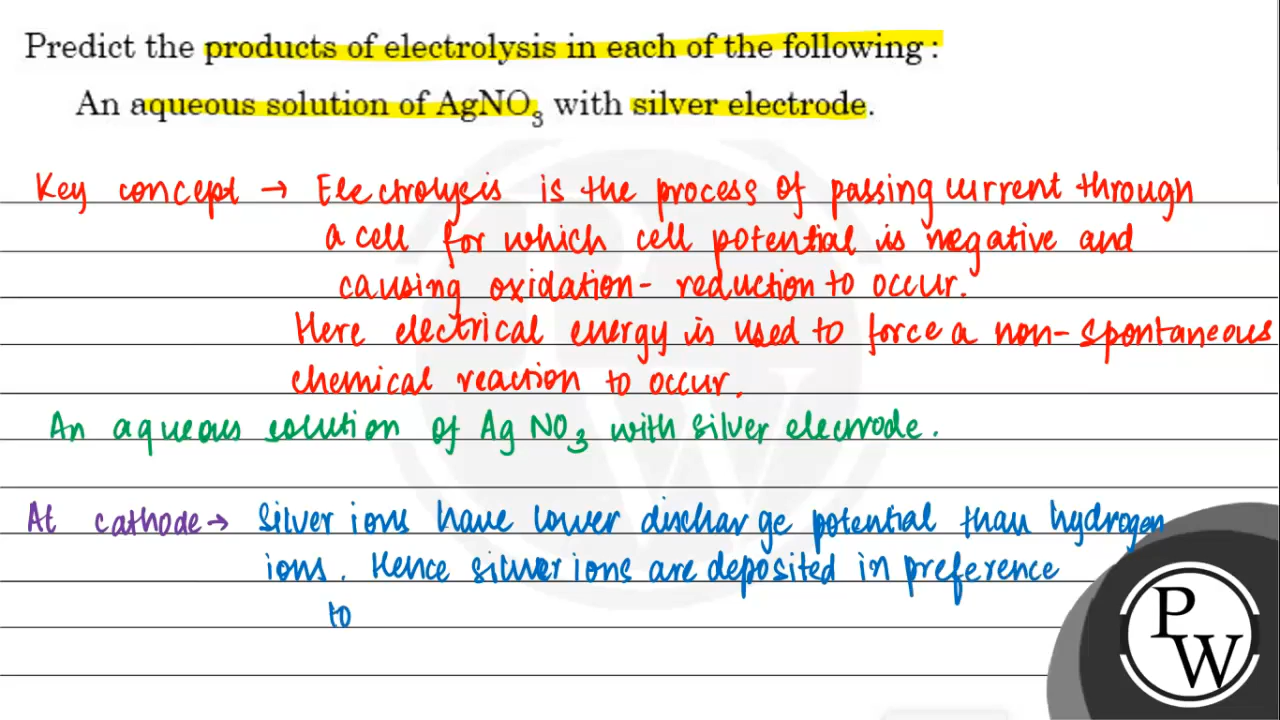 Predict the products of electrolysis in each of the following :
An aqueous solution of AgNO₃ with silver electrode.
Key concept → Electrolysis is the process of passing current through
a cell for which cell potential is negative and
causing oxidation- reduction to occur.
Here electrical energy is used to force a non-spontaneous
chemical reaction to occur.
An aqueous solution of Ag NO₃ with silver electrode.
At cathode → Silver ions have lower discharge potential than hydrogen
ions. Hence silver ions are deposited in preference
to
P
W